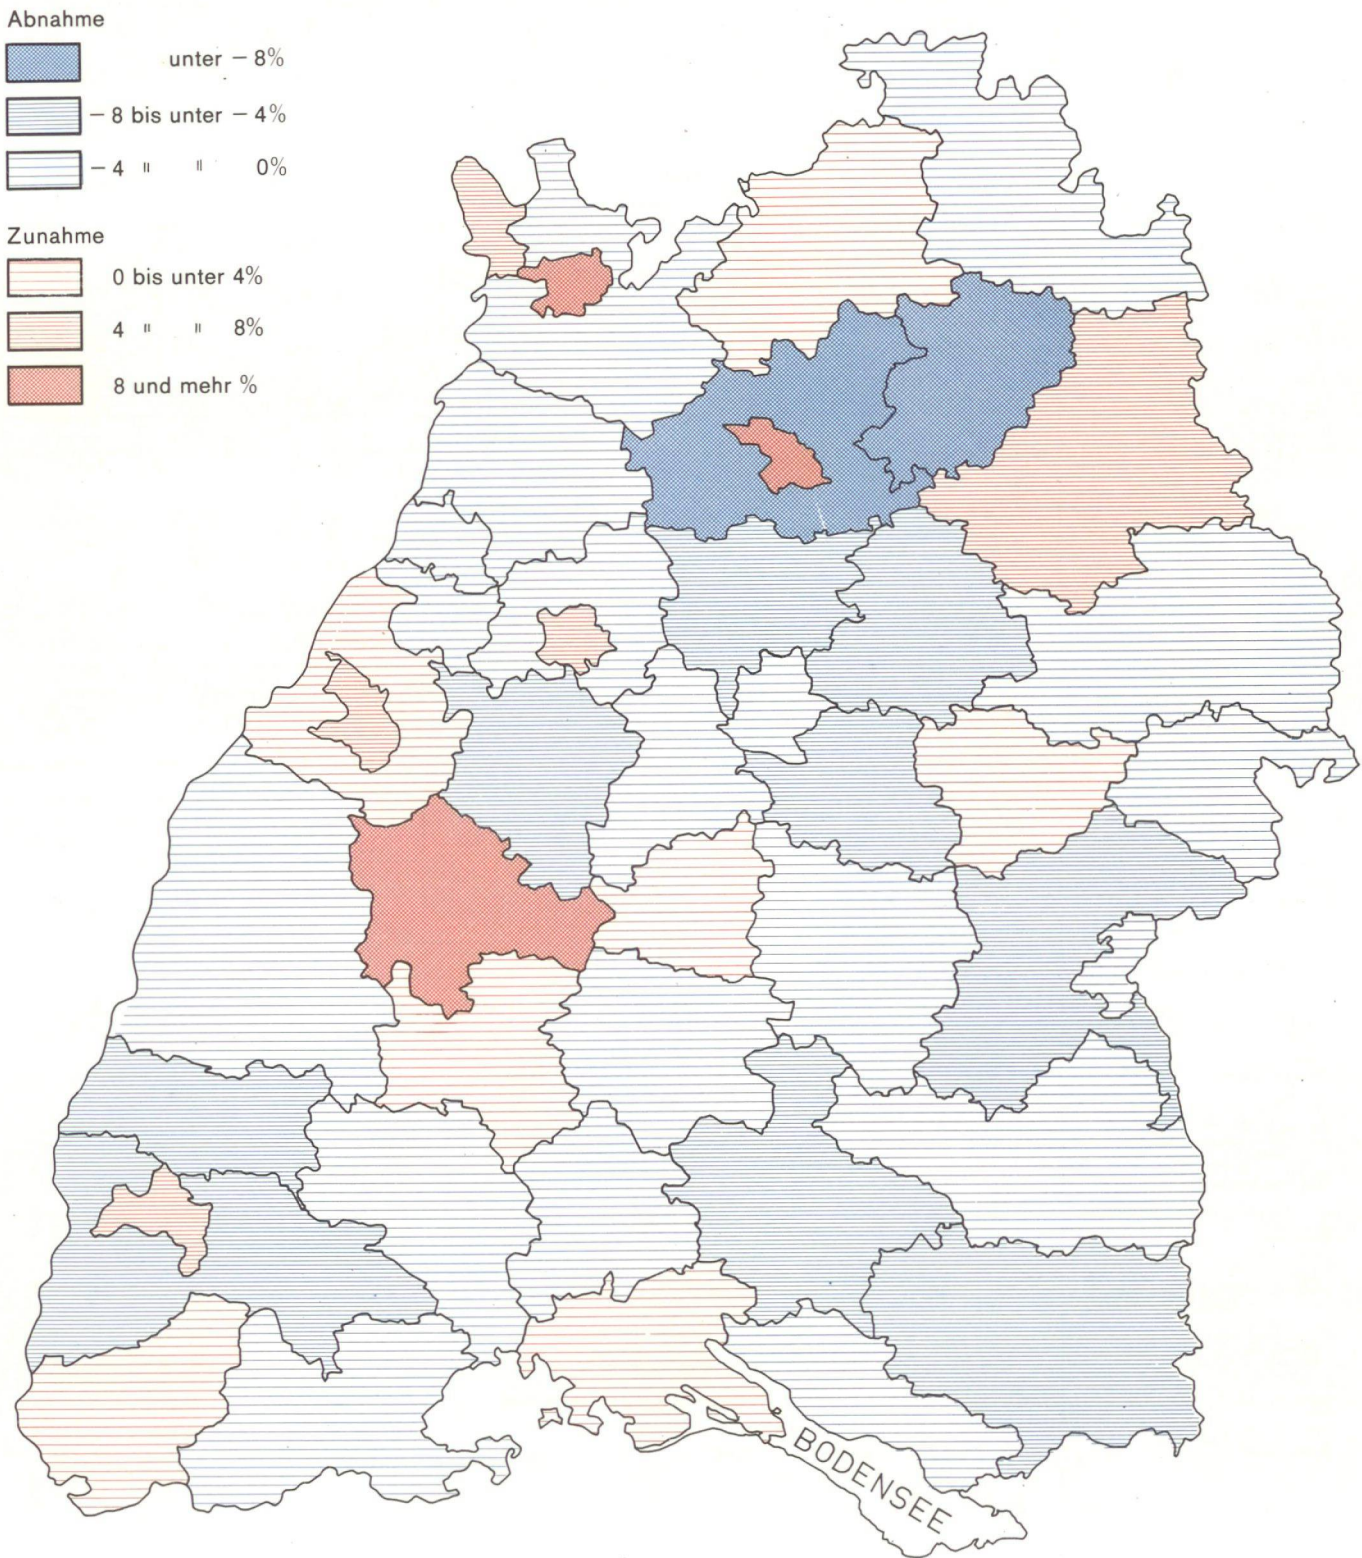 Abnahme
unter − 8%
− 8 bis unter − 4%
− 4 〃 〃 0%
Zunahme
0 bis unter 4%
4 〃 〃 8%
8 und mehr %
BODENSEE